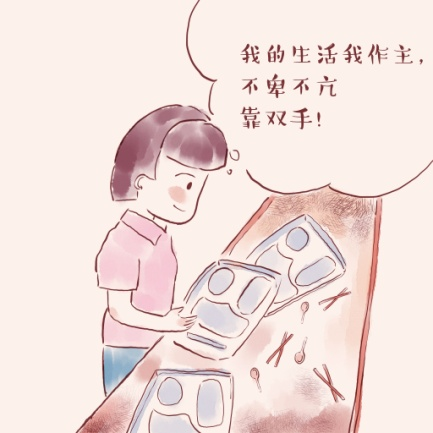 我的生活我作主，
不卑不亢
靠双手！